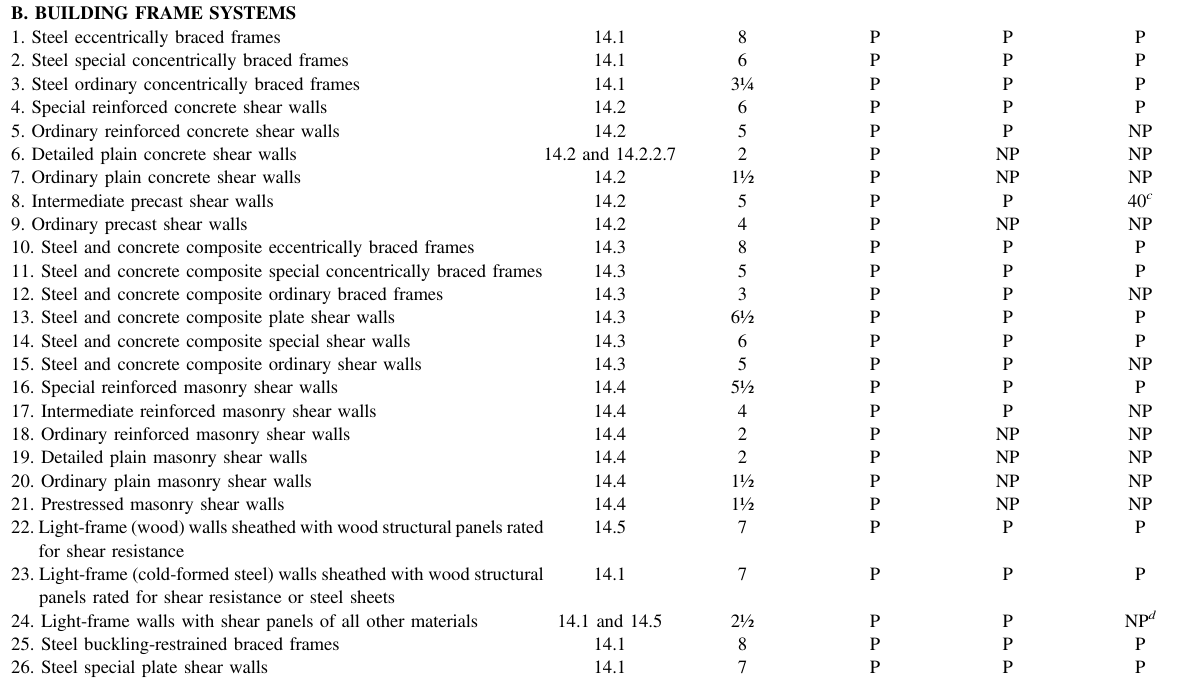 B. BUILDING FRAME SYSTEMS
1. Steel eccentrically braced frames 14.1 8 P P P
2. Steel special concentrically braced frames 14.1 6 P P P
3. Steel ordinary concentrically braced frames 14.1 3¼ P P P
4. Special reinforced concrete shear walls 14.2 6 P P P
5. Ordinary reinforced concrete shear walls 14.2 5 P P NP
6. Detailed plain concrete shear walls 14.2 and 14.2.2.7 2 P NP NP
7. Ordinary plain concrete shear walls 14.2 1½ P NP NP
8. Intermediate precast shear walls 14.2 5 P P 40ᶜ
9. Ordinary precast shear walls 14.2 4 P NP NP
10. Steel and concrete composite eccentrically braced frames 14.3 8 P P P
11. Steel and concrete composite special concentrically braced frames 14.3 5 P P P
12. Steel and concrete composite ordinary braced frames 14.3 3 P P NP
13. Steel and concrete composite plate shear walls 14.3 6½ P P P
14. Steel and concrete composite special shear walls 14.3 6 P P P
15. Steel and concrete composite ordinary shear walls 14.3 5 P P NP
16. Special reinforced masonry shear walls 14.4 5½ P P P
17. Intermediate reinforced masonry shear walls 14.4 4 P P NP
18. Ordinary reinforced masonry shear walls 14.4 2 P NP NP
19. Detailed plain masonry shear walls 14.4 2 P NP NP
20. Ordinary plain masonry shear walls 14.4 1½ P NP NP
21. Prestressed masonry shear walls 14.4 1½ P NP NP
22. Light-frame (wood) walls sheathed with wood structural panels rated 14.5 7 P P P
for shear resistance
23. Light-frame (cold-formed steel) walls sheathed with wood structural 14.1 7 P P P
panels rated for shear resistance or steel sheets
24. Light-frame walls with shear panels of all other materials 14.1 and 14.5 2½ P P NPᵈ
25. Steel buckling-restrained braced frames 14.1 8 P P P
26. Steel special plate shear walls 14.1 7 P P P